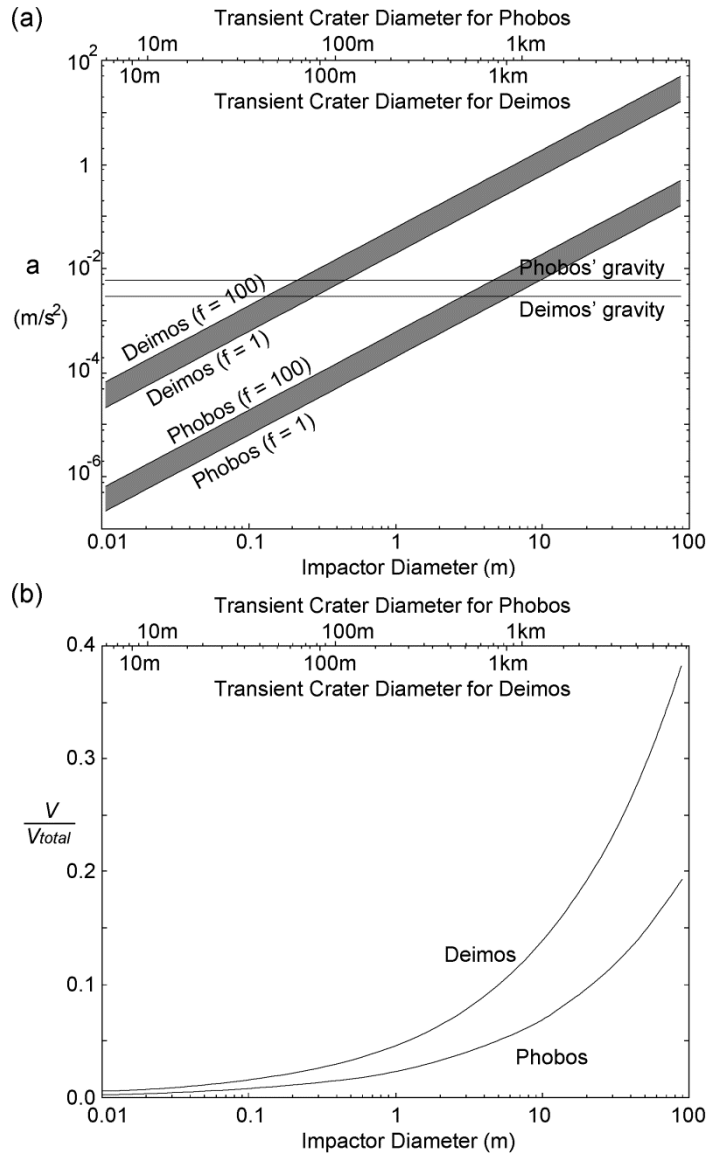 (a)
Transient Crater Diameter for Phobos
10m 100m 1km
10m 100m 1km
Transient Crater Diameter for Deimos
10²
1
10⁻²
10⁻⁴
10⁻⁶
a
(m/s²)
Phobos' gravity
Deimos' gravity
Deimos (f = 100)
Deimos (f = 1)
Phobos (f = 100)
Phobos (f = 1)
0.01 0.1 1 10 100
Impactor Diameter (m)
(b)
Transient Crater Diameter for Phobos
10m 100m 1km
10m 100m 1km
Transient Crater Diameter for Deimos
0.4
0.3
0.2
0.1
0.0
V
Vtotal
Deimos
Phobos
0.01 0.1 1 10 100
Impactor Diameter (m)